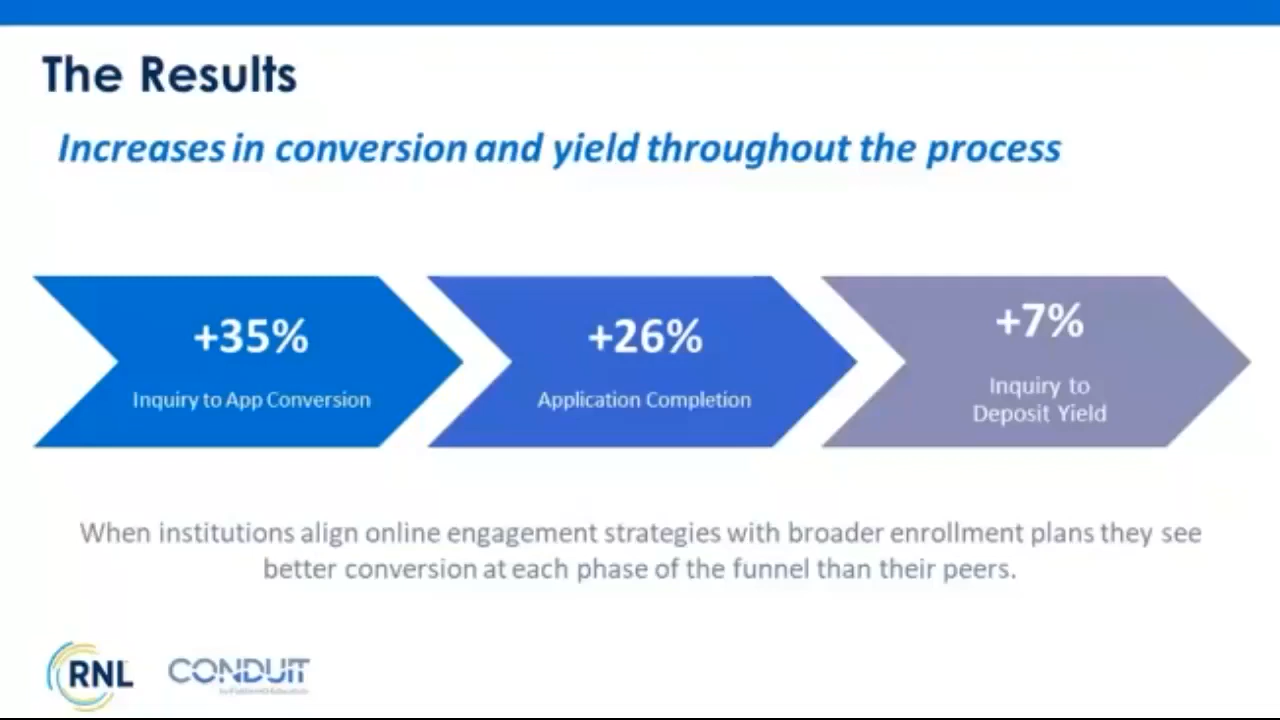 The Results
Increases in conversion and yield throughout the process
+35%
Inquiry to App Conversion
+26%
Application Completion
+7%
Inquiry to
Deposit Yield
When institutions align online engagement strategies with broader enrollment plans they see
better conversion at each phase of the funnel than their peers.
RNL
CONDUIT